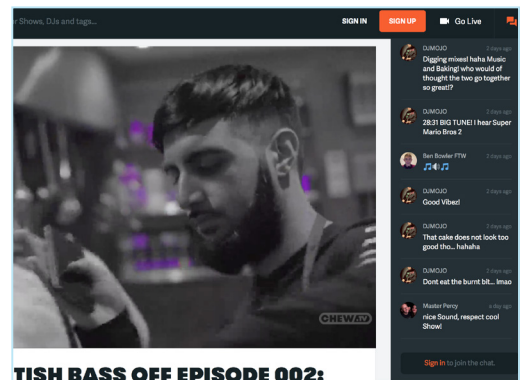 r Shows, DJs and tags...
SIGN IN
SIGN UP
Go Live
CHEWTV
TISH BASS OFF EPISODE 002:
DJMOJO 2 days ago
Digging mixes! haha Music
and Baking! who would of
thought the two go together
so great!?
DJMOJO 2 days ago
28:31 BIG TUNE! I hear Super
Mario Bros 2
Ben Bowler FTW 2 days ago
🎵🔊🎵
DJMOJO 2 days ago
Good Vibez!
DJMOJO 2 days ago
That cake does not look too
good tho... hahaha
DJMOJO 2 days ago
Dont eat the burnt bit... lmao
Master Percy a day ago
nice Sound, respect cool
Show!
Sign in to join the chat.